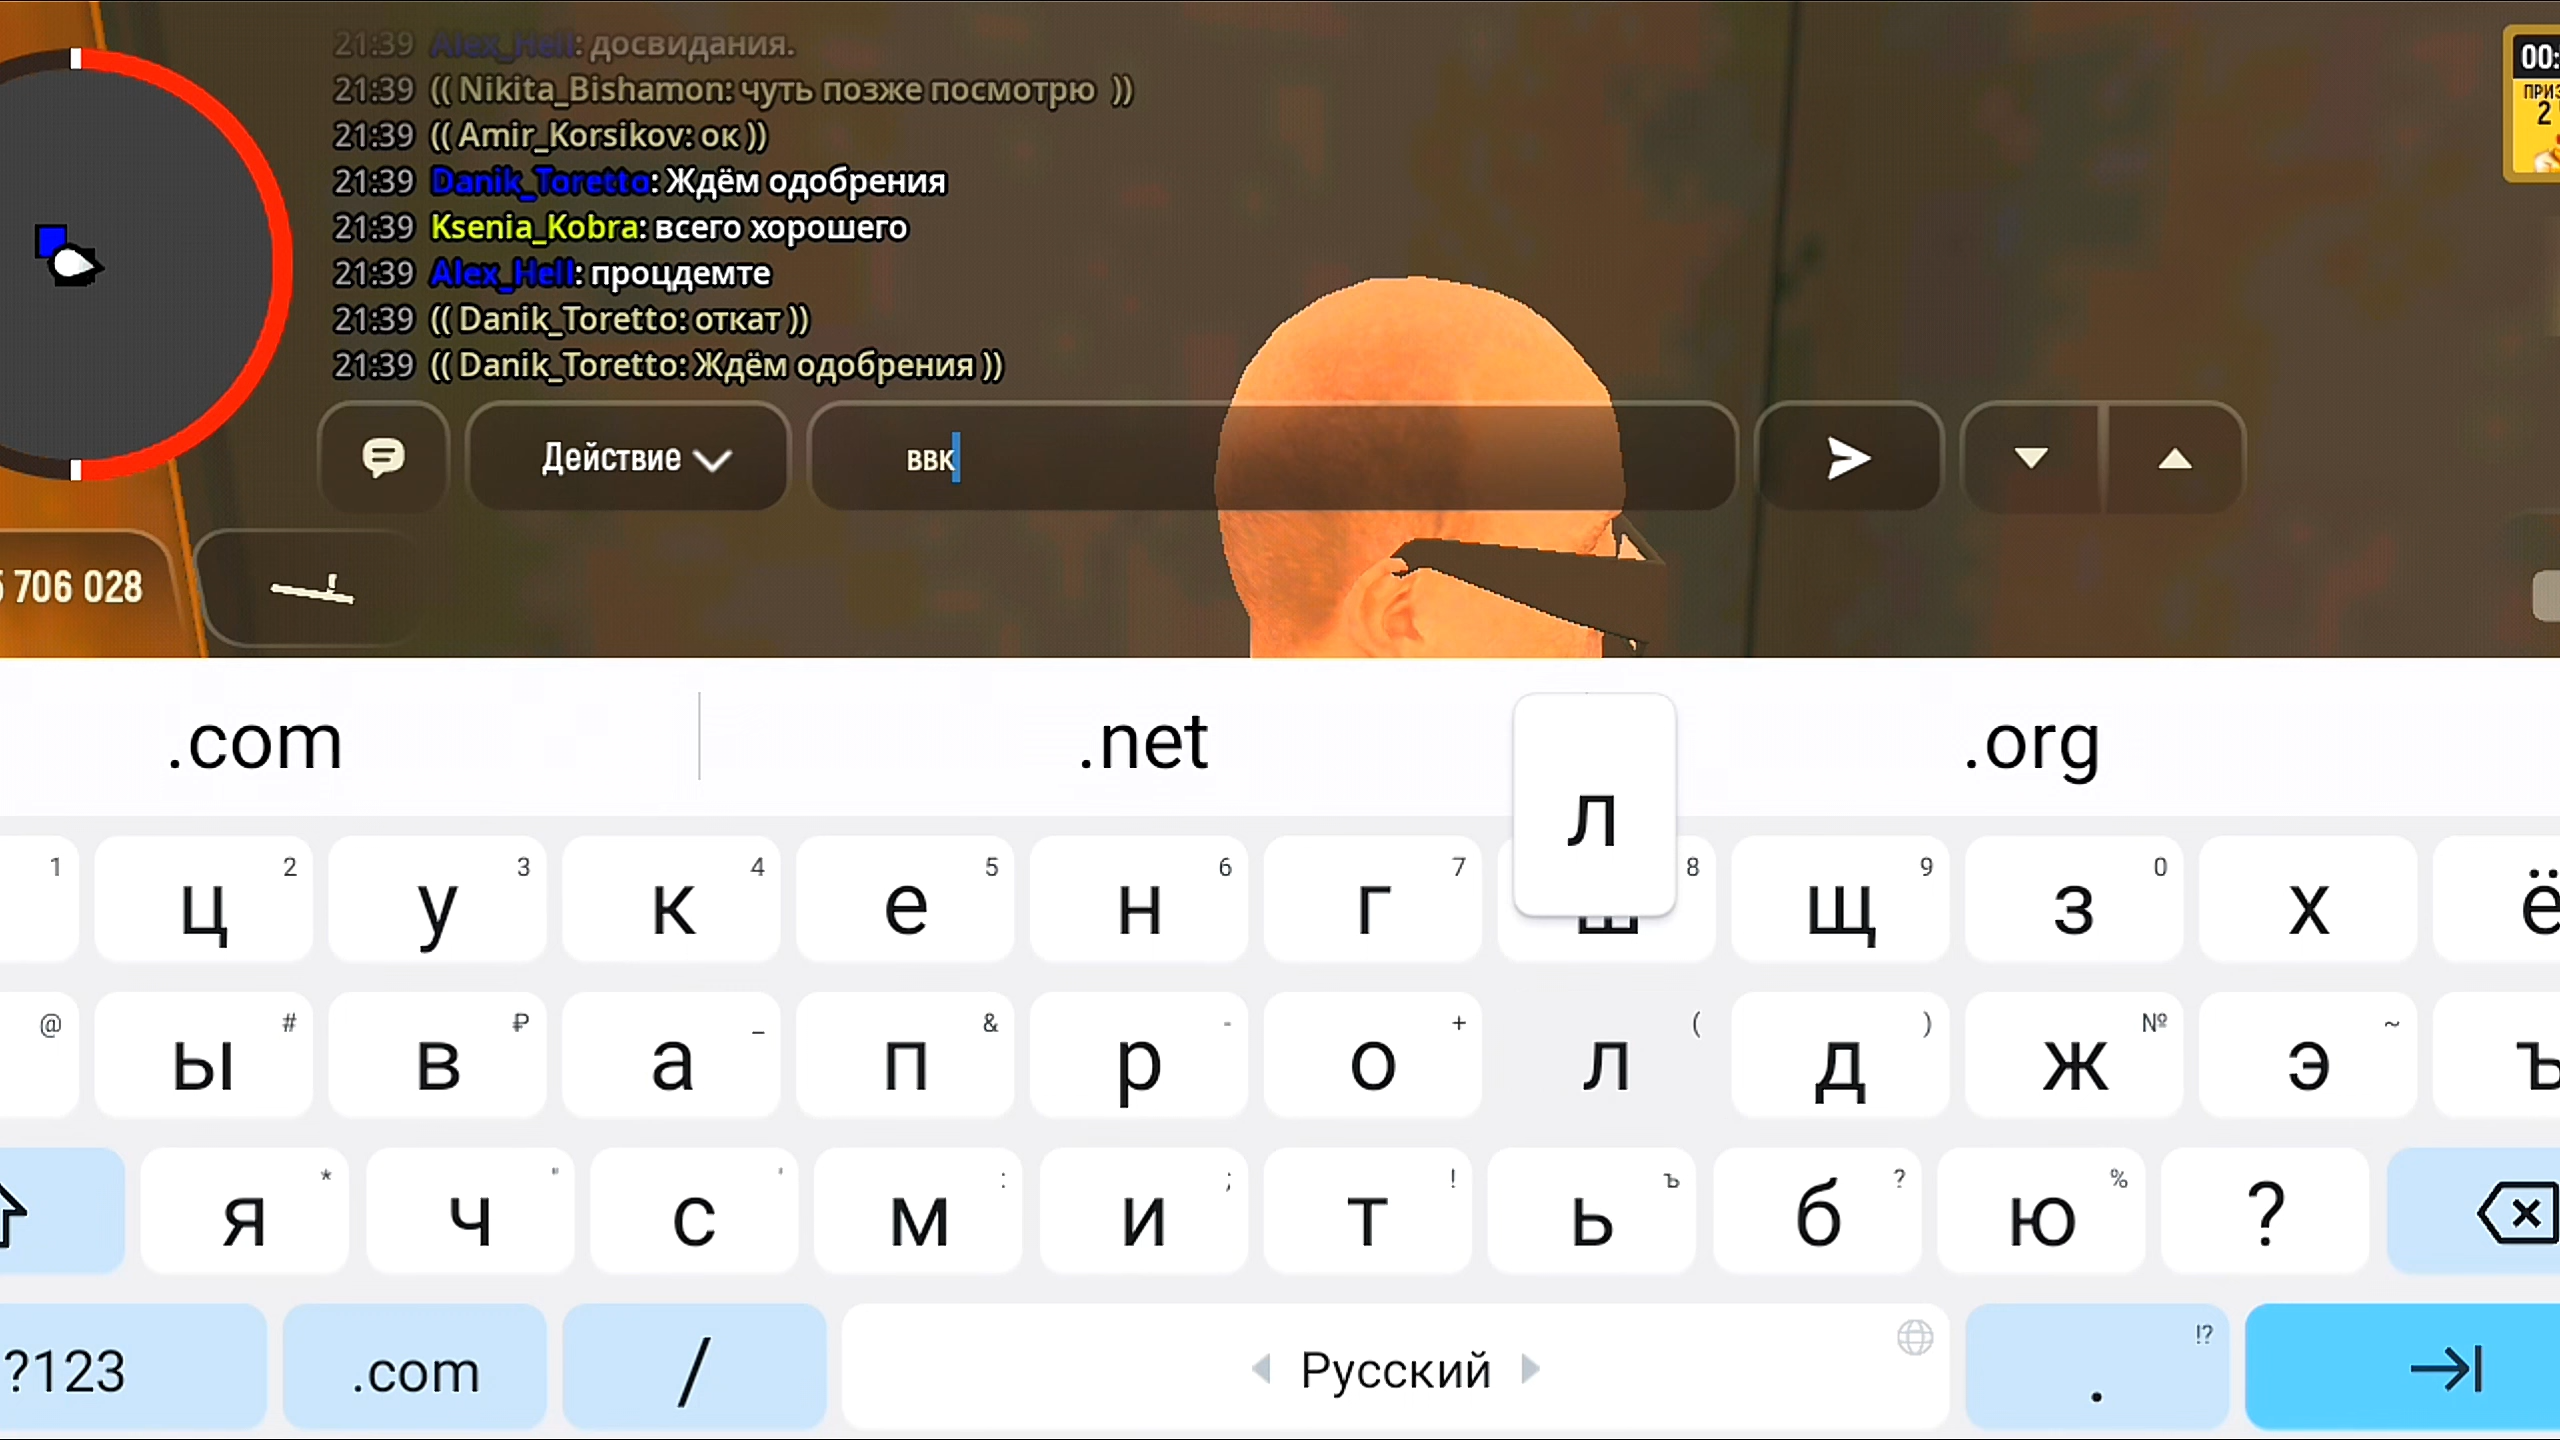 21:39 Alex_Hell: досвидания.
21:39 (( Nikita_Bishamon: чуть позже посмотрю ))
21:39 (( Amir_Korsikov: ок ))
21:39 Danik_Toretto: Ждём одобрения
21:39 Ksenia_Kobra: всего хорошего
21:39 Alex_Hell: процдемте
21:39 (( Danik_Toretto: откат ))
21:39 (( Danik_Toretto: Ждём одобрения ))
00:
2
Действие ввк
706 028
.com .net .org
л
1 ц 2 у 3 к 4 е 5 н 6 г 7 ш 8 щ 9 з 0 х ё
@ ы # в ₽ а _ п & р - о + л ( д ) ж № э ~ ъ
я * ч " с ' м : и ; т ! ь ъ б ? ю % ?
?123 .com / Русский . !?